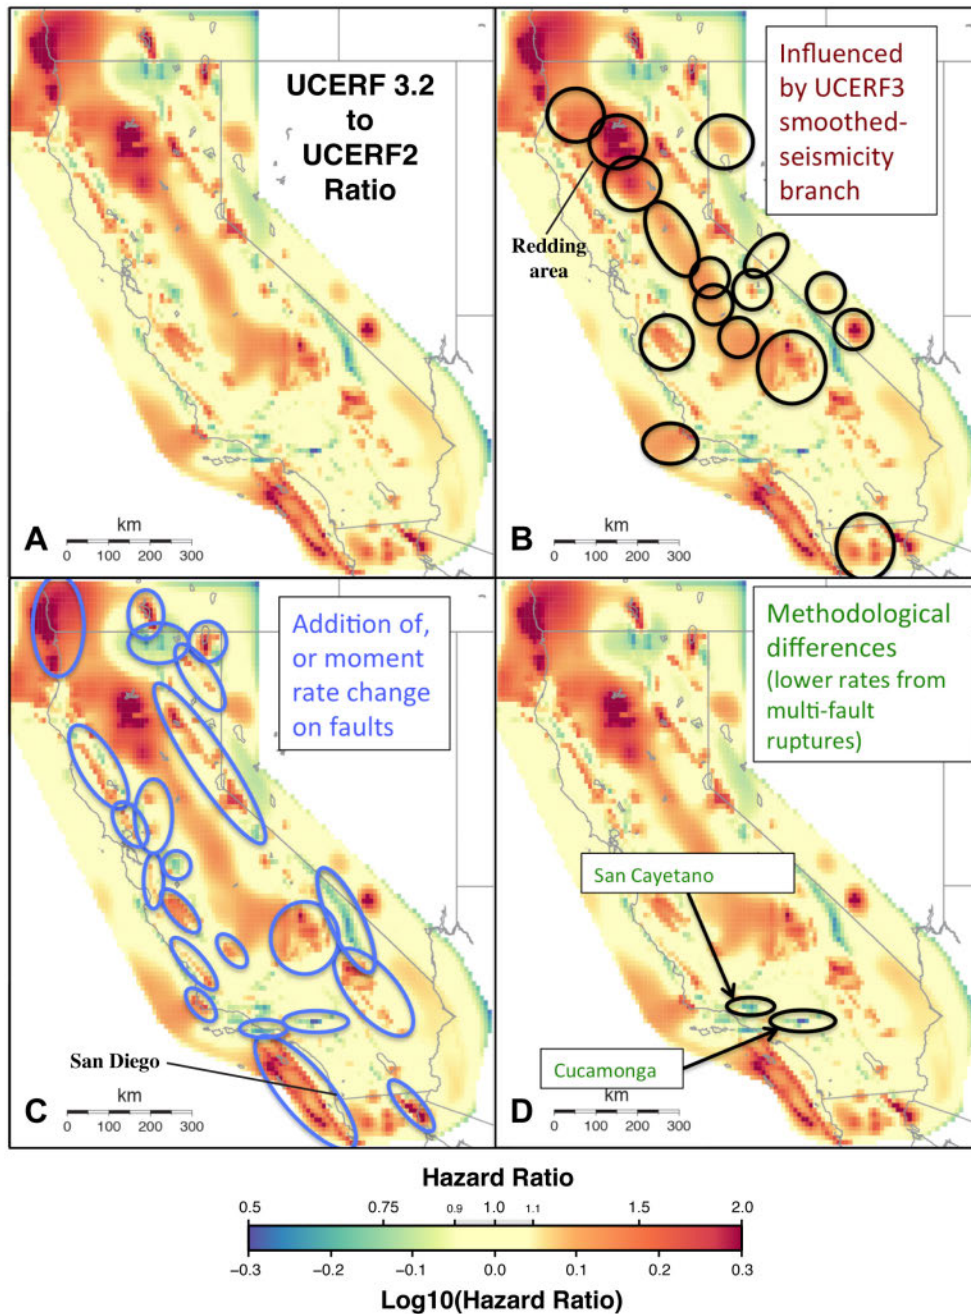 UCERF 3.2
to
UCERF2
Ratio
km
0 100 200 300
A
Influenced
by UCERF3
smoothed-
seismicity
branch
Redding
area
km
0 100 200 300
B
Addition of,
or moment
rate change
on faults
San Diego
km
0 100 200 300
C
Methodological
differences
(lower rates from
multi-fault
ruptures)
San Cayetano
Cucamonga
km
0 100 200 300
D
Hazard Ratio
0.5 0.75 0.9 1.0 1.1 1.5 2.0
−0.3 −0.2 −0.1 0.0 0.1 0.2 0.3
Log10(Hazard Ratio)